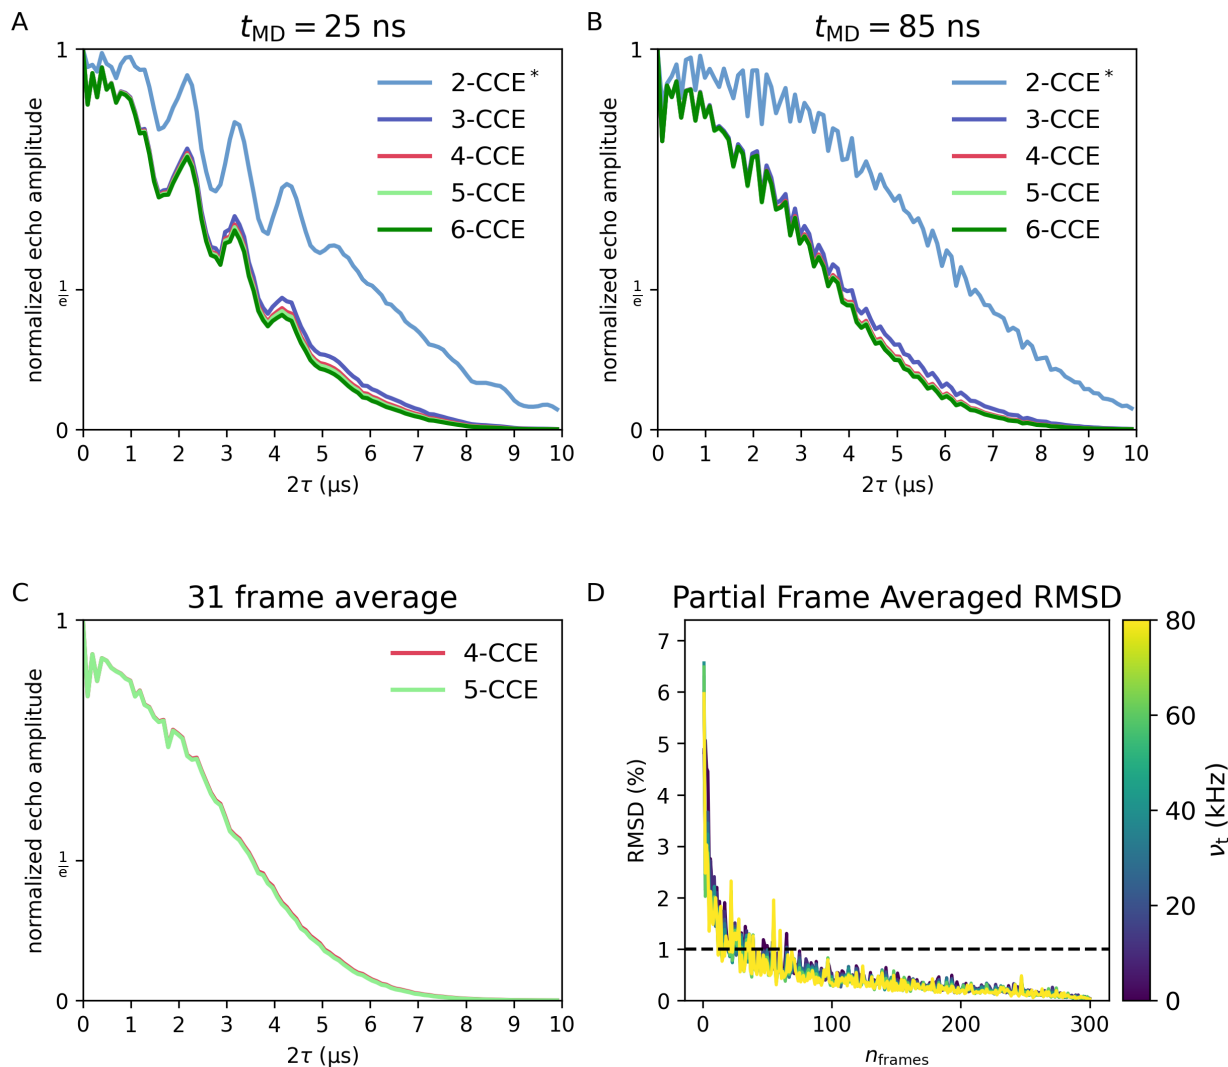 A
t_MD = 25 ns
normalized echo amplitude
1
1/e
0
2-CCE*
3-CCE
4-CCE
5-CCE
6-CCE
0 1 2 3 4 5 6 7 8 9 10
2τ (µs)
B
t_MD = 85 ns
normalized echo amplitude
1
1/e
0
2-CCE*
3-CCE
4-CCE
5-CCE
6-CCE
0 1 2 3 4 5 6 7 8 9 10
2τ (µs)
C
31 frame average
normalized echo amplitude
1
1/e
0
4-CCE
5-CCE
0 1 2 3 4 5 6 7 8 9 10
2τ (µs)
D
Partial Frame Averaged RMSD
RMSD (%)
7
6
5
4
3
2
1
0
0 100 200 300
n_frames
80
60
40
20
0
ν_t (kHz)